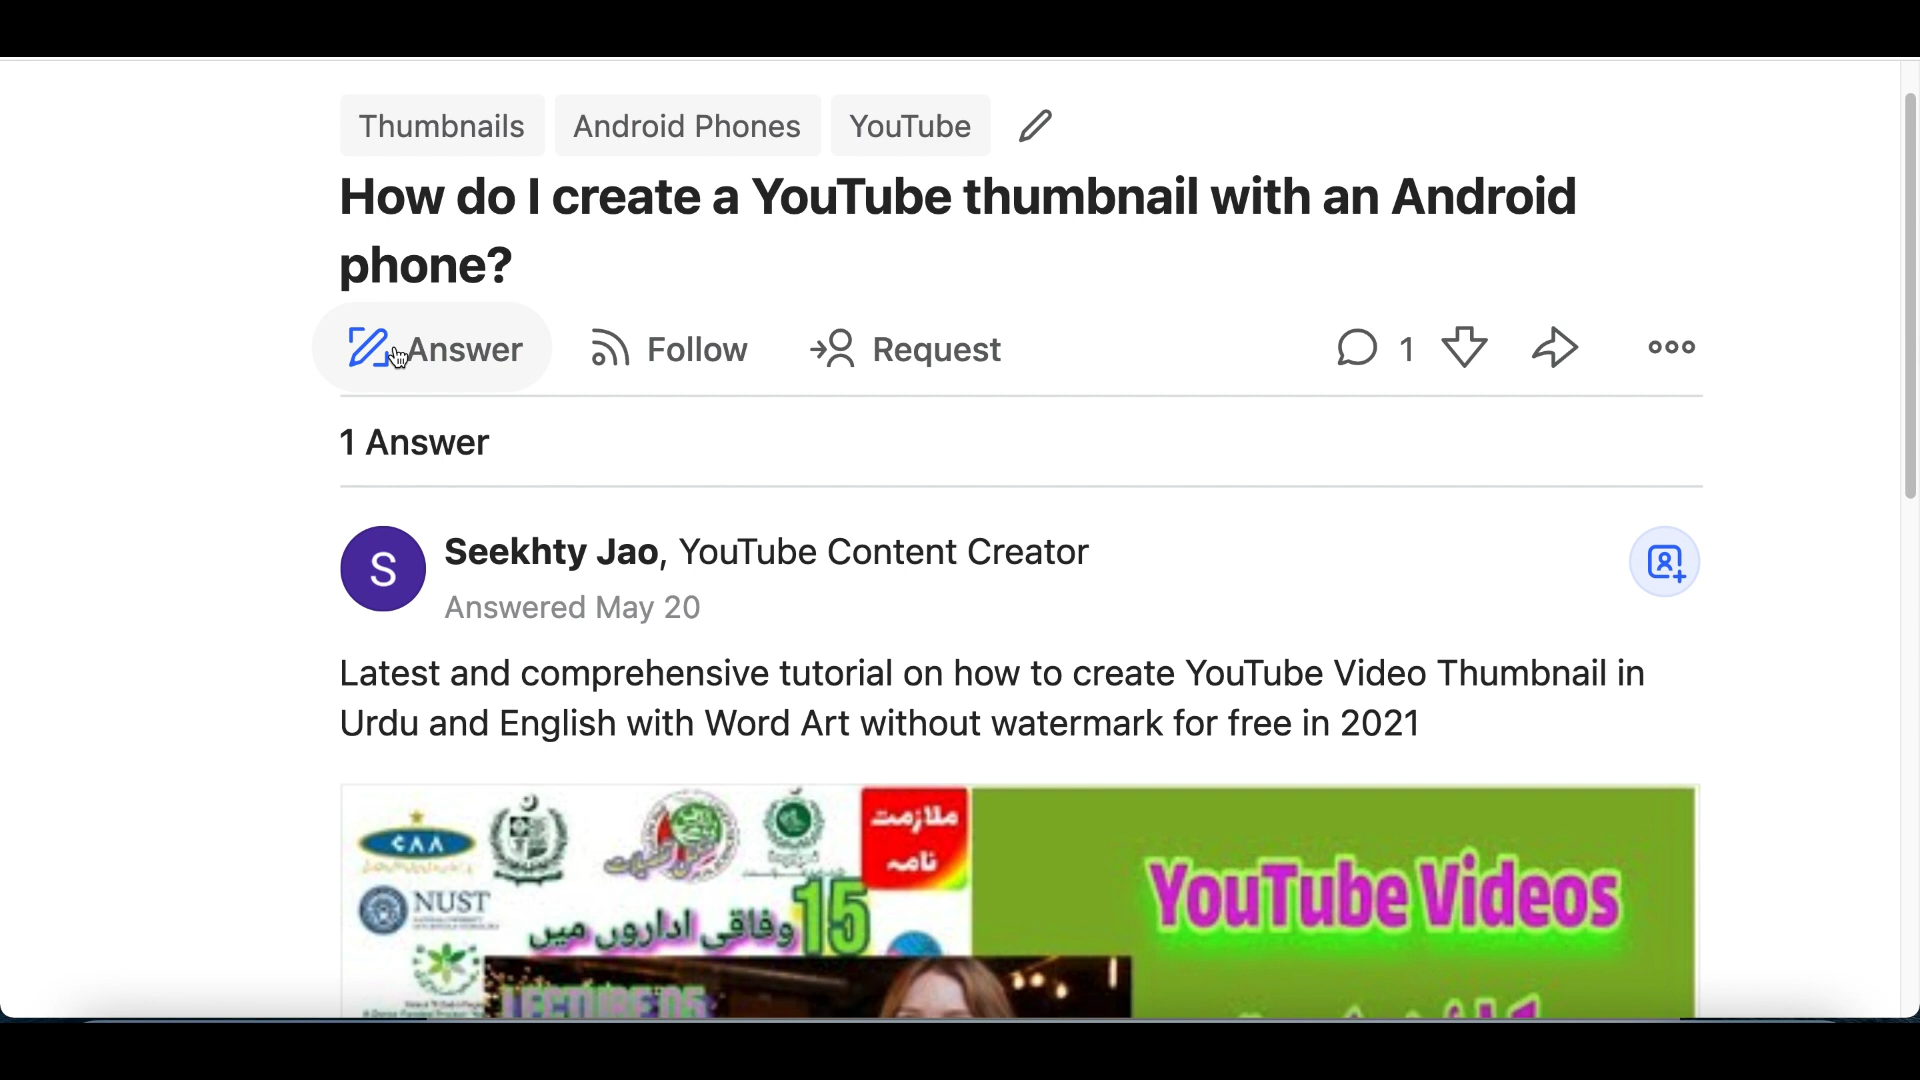 Thumbnails Android Phones YouTube
How do I create a YouTube thumbnail with an Android
phone?
Answer Follow Request 1
1 Answer
S
Seekhty Jao, YouTube Content Creator
Answered May 20
Latest and comprehensive tutorial on how to create YouTube Video Thumbnail in
Urdu and English with Word Art without watermark for free in 2021
CAA
ملازمت
نامہ
NUST
15 وفاقی اداروں میں
YouTube Videos
LECTURE 05